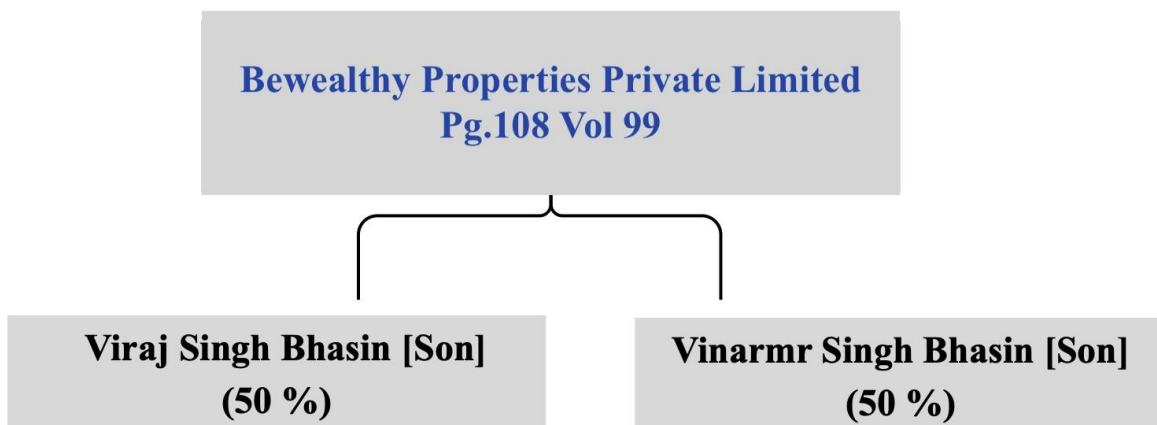 Bewealthy Properties Private Limited
Pg.108 Vol 99
Viraj Singh Bhasin [Son]
(50 %)
Vinarmr Singh Bhasin [Son]
(50 %)